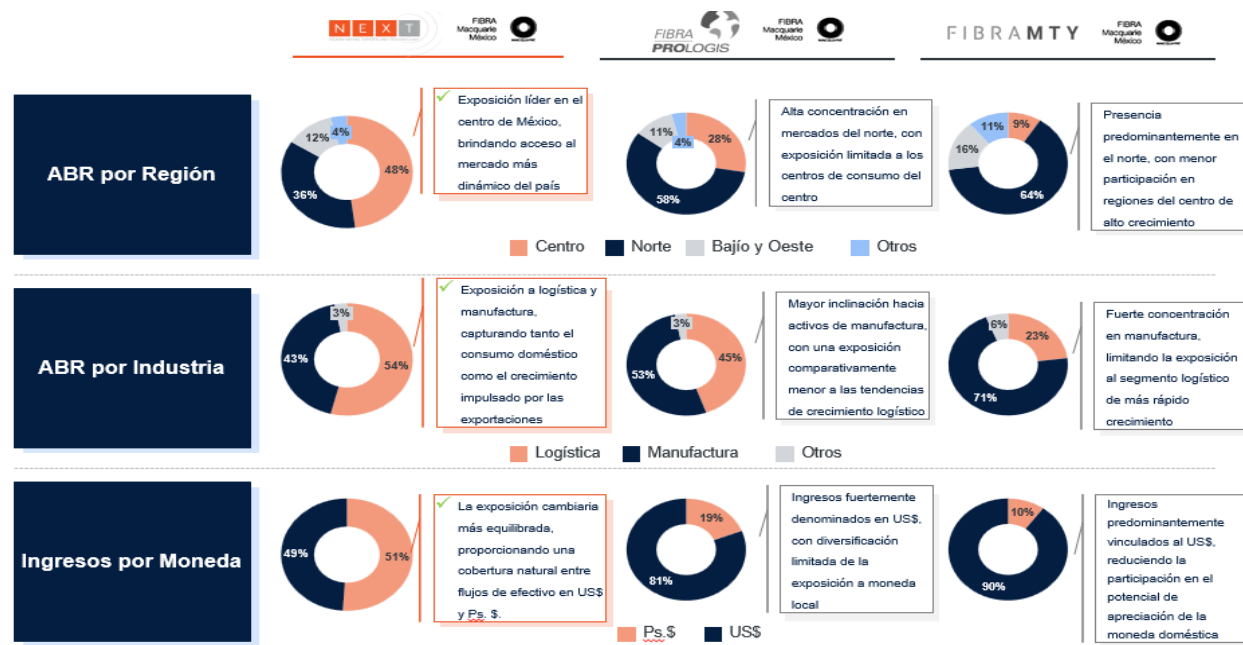 NEXT
FIBRA
Macquarie
México
FIBRA
PROLOGIS
FIBRA
Macquarie
México
FIBRAMTY
FIBRA
Macquarie
México
ABR por Región
12%
4%
36%
48%
Exposición líder en el
centro de México,
brindando acceso al
mercado más
dinámico del país
11%
4%
28%
58%
Alta concentración en
mercados del norte, con
exposición limitada a los
centros de consumo del
centro
11%
9%
16%
64%
Presencia
predominantemente en
el norte, con menor
participación en
regiones del centro de
alto crecimiento
Centro
Norte
Bajío y Oeste
Otros
ABR por Industria
3%
43%
54%
Exposición a logística y
manufactura,
capturando tanto el
consumo doméstico
como el crecimiento
impulsado por las
exportaciones
3%
45%
53%
Mayor inclinación hacia
activos de manufactura,
con una exposición
comparativamente
menor a las tendencias
de crecimiento logístico
6%
23%
71%
Fuerte concentración
en manufactura,
limitando la exposición
al segmento logístico
de más rápido
crecimiento
Logística
Manufactura
Otros
Ingresos por Moneda
49%
51%
La exposición cambiaria
más equilibrada,
proporcionando una
cobertura natural entre
flujos de efectivo en US$
y Ps. $.
19%
81%
Ingresos fuertemente
denominados en US$,
con diversificación
limitada de la
exposición a moneda
local
10%
90%
Ingresos
predominantemente
vinculados al US$,
reduciendo la
participación en el
potencial de
apreciación de la
moneda doméstica
Ps.$
US$